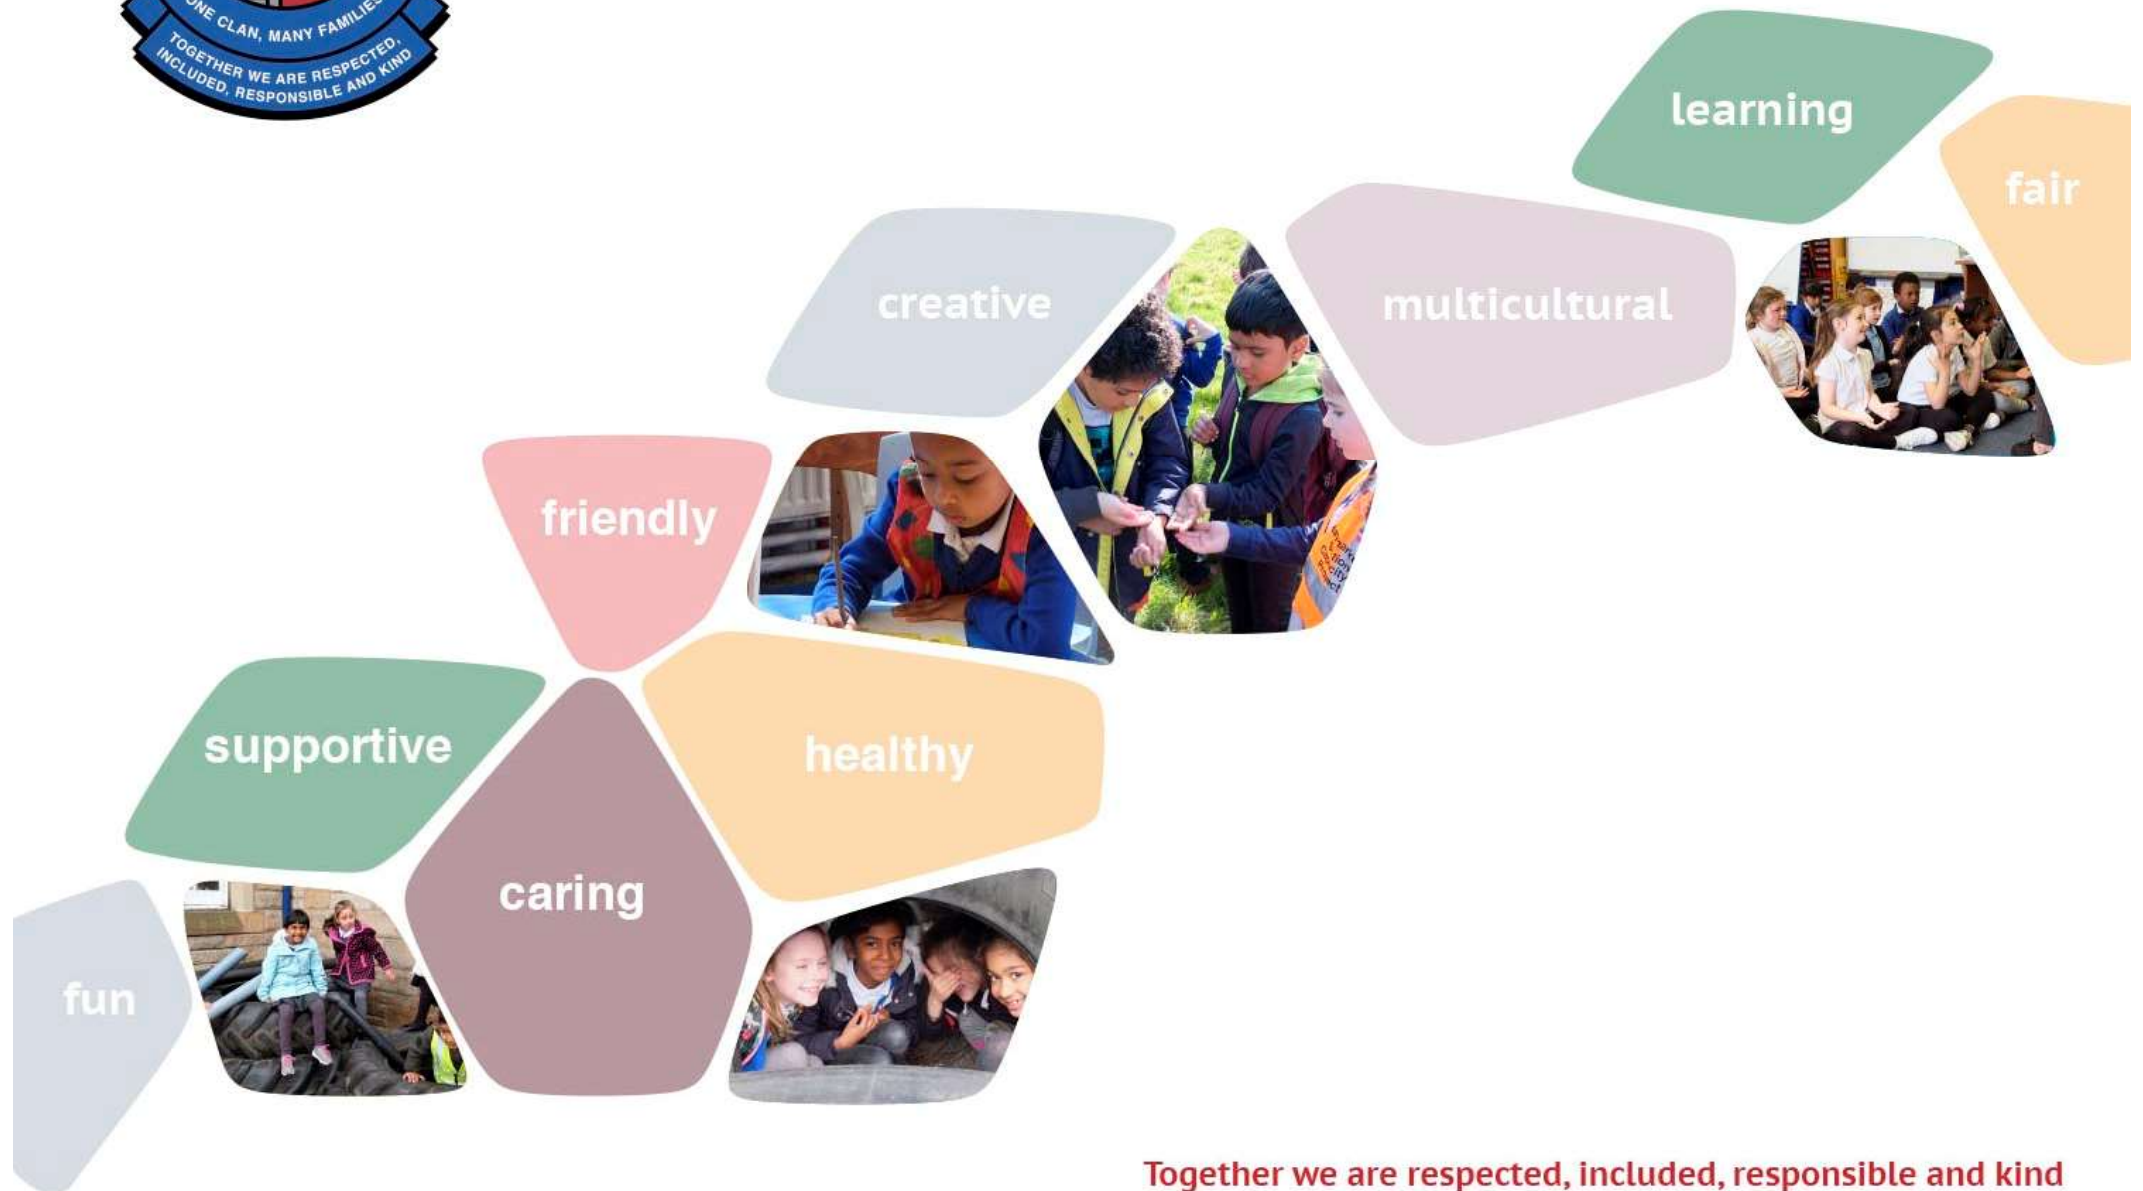 ONE CLAN, MANY FAMILIES
TOGETHER WE ARE RESPECTED,
INCLUDED, RESPONSIBLE AND KIND
learning
fair
creative
multicultural
friendly
supportive
healthy
caring
fun
Together we are respected, included, responsible and kind